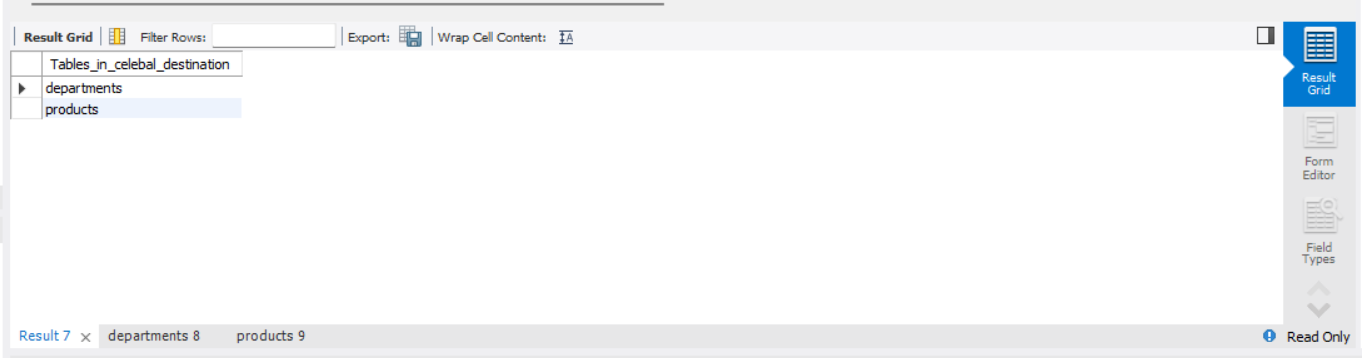 Result Grid Filter Rows: Export: Wrap Cell Content: IA
Tables_in_celebal_destination
departments
products
Result Grid
Form Editor
Field Types
Result 7 × departments 8 products 9 Read Only